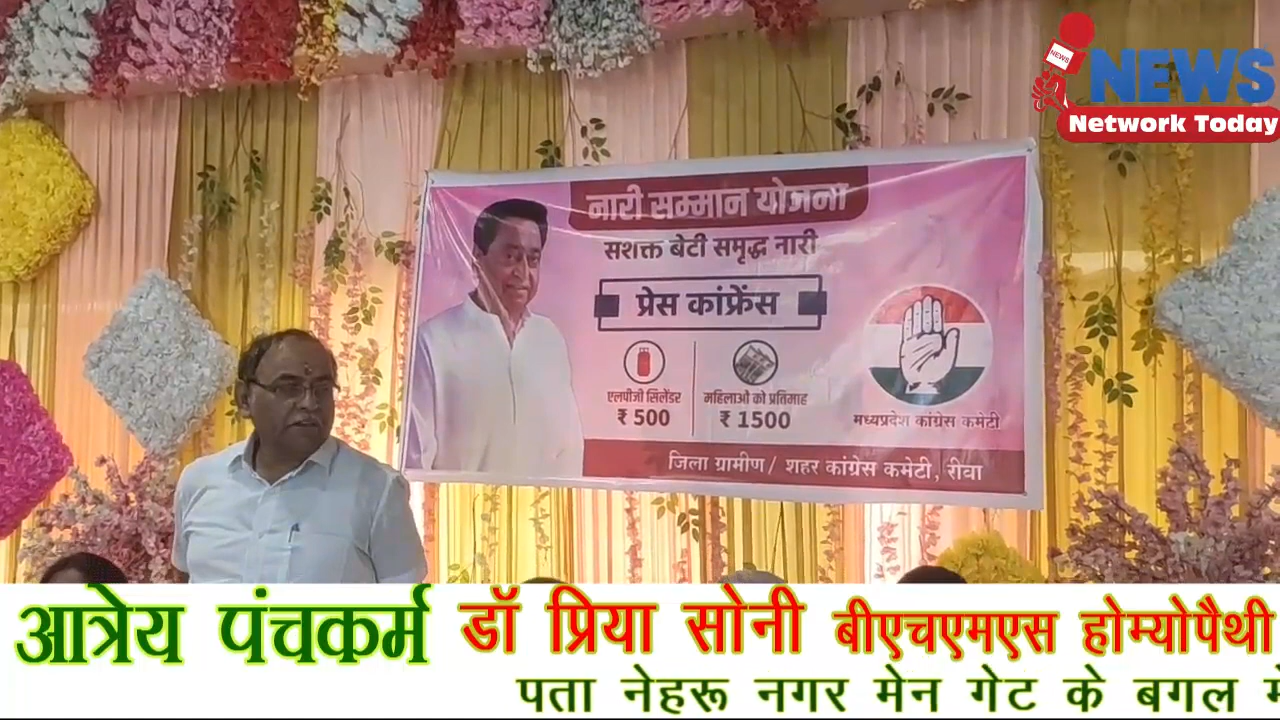 NEWS
NEWS
Network Today
नारी सम्मान योजना
सशक्त बेटी समृद्ध नारी
प्रेस कांफ्रेंस
एलपीजी सिलेंडर
₹ 500
महिलाओं को प्रतिमाह
₹ 1500
मध्यप्रदेश कांग्रेस कमेटी
जिला ग्रामीण / शहर कांग्रेस कमेटी, रीवा
आत्रेय पंचकर्म डॉ प्रिया सोनी बीएचएमएस होम्योपैथी
पता नेहरू नगर मेन गेट के बगल